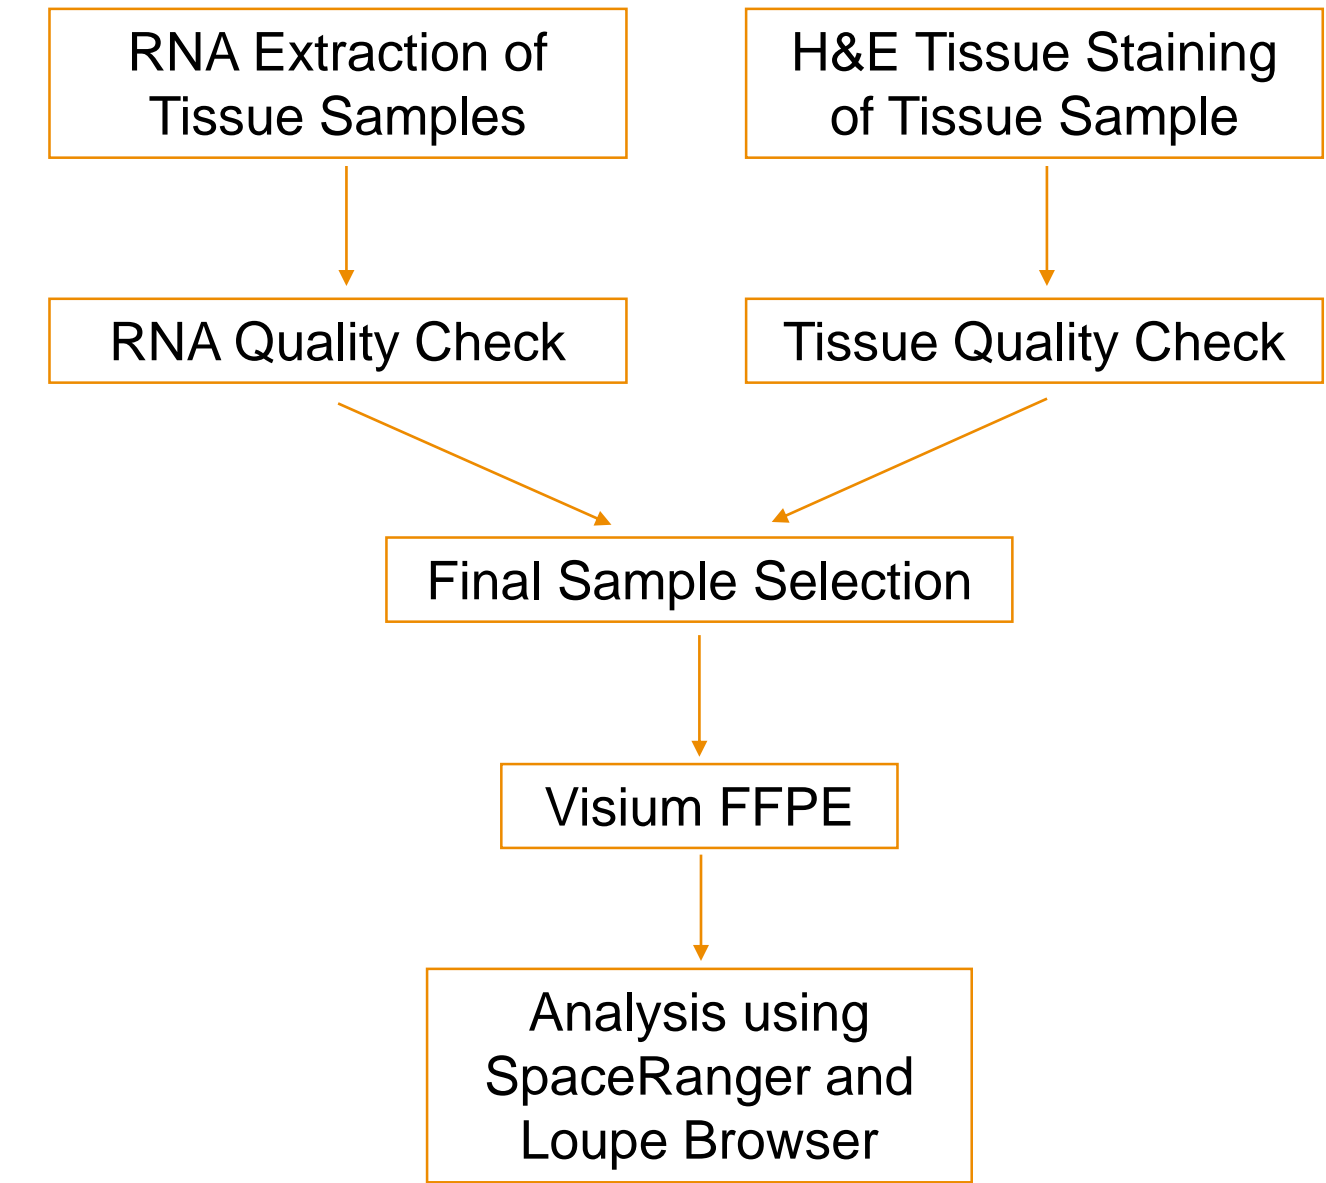 RNA Extraction of
Tissue Samples
H&E Tissue Staining
of Tissue Sample
RNA Quality Check
Tissue Quality Check
Final Sample Selection
Visium FFPE
Analysis using
SpaceRanger and
Loupe Browser